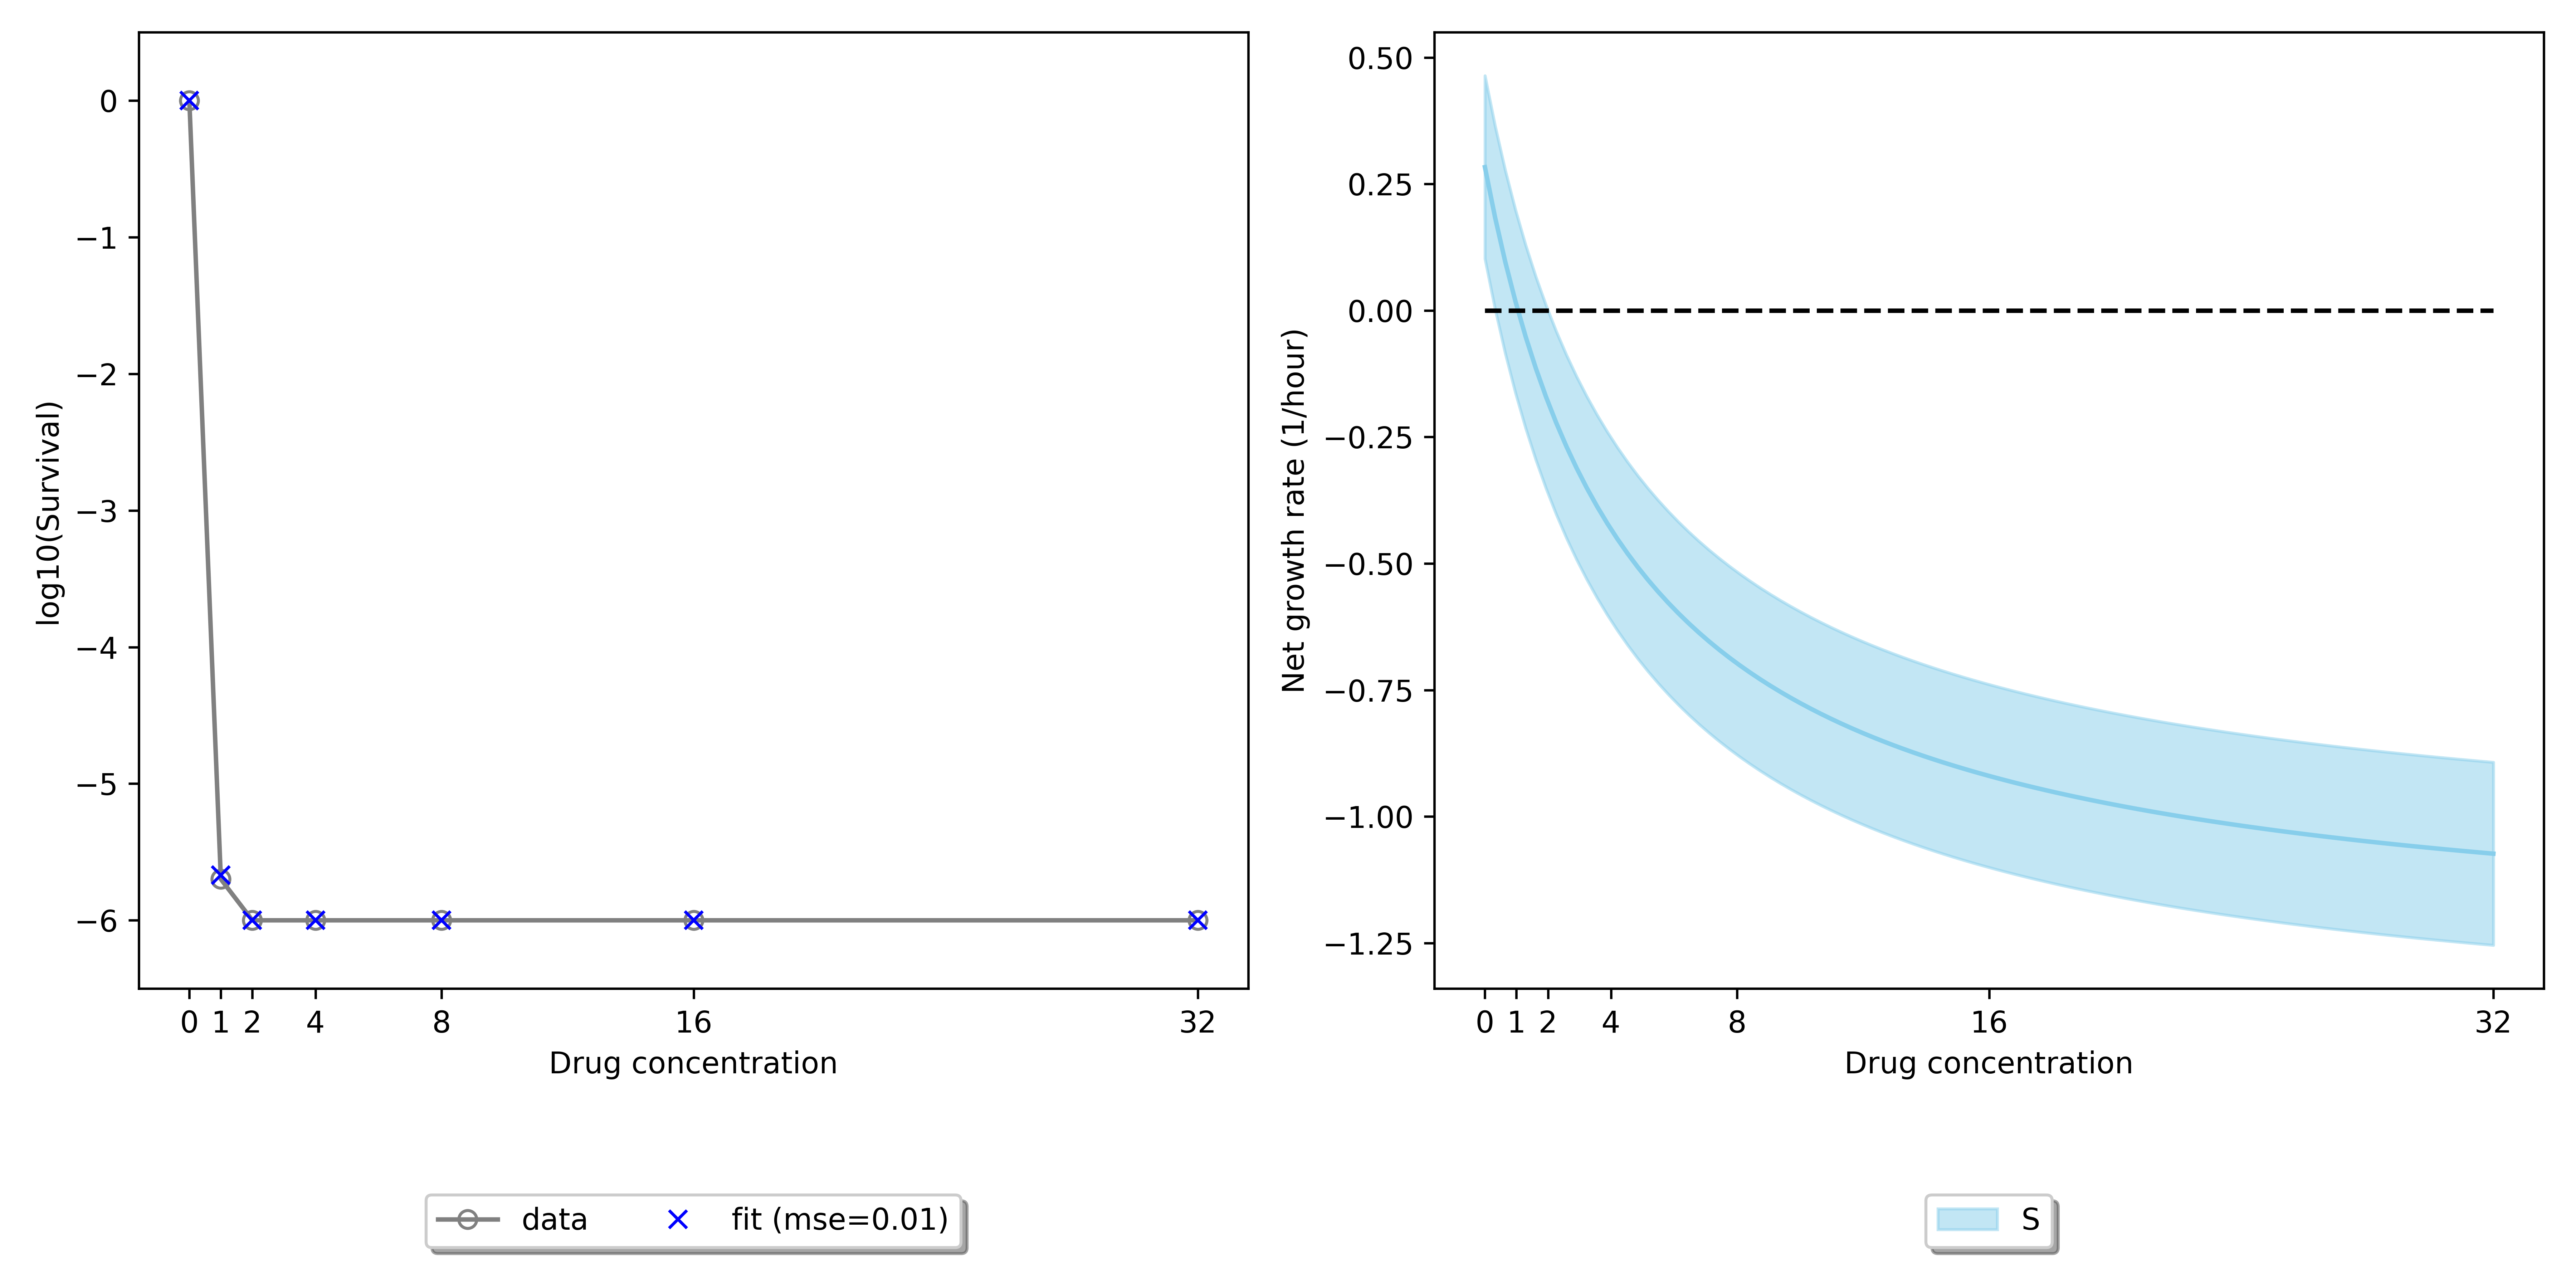 log10(Survival)
0
−1
−2
−3
−4
−5
−6
0 1 2 4 8 16 32
Drug concentration
data fit (mse=0.01)
Net growth rate (1/hour)
0.50
0.25
0.00
−0.25
−0.50
−0.75
−1.00
−1.25
0 1 2 4 8 16 32
Drug concentration
S